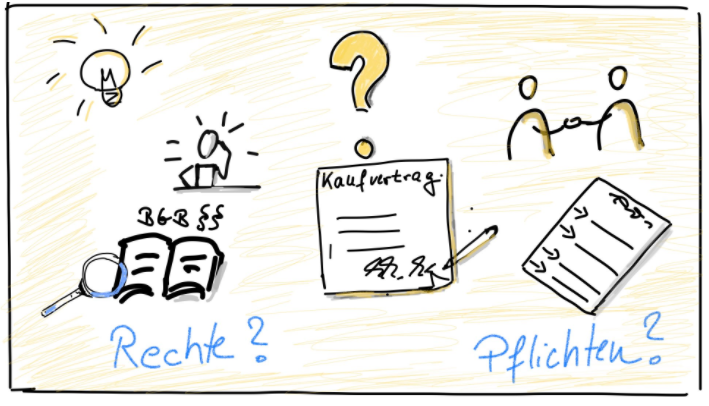 ?
Kaufvertrag.
BGB §§
Rechte?
Pflichten?